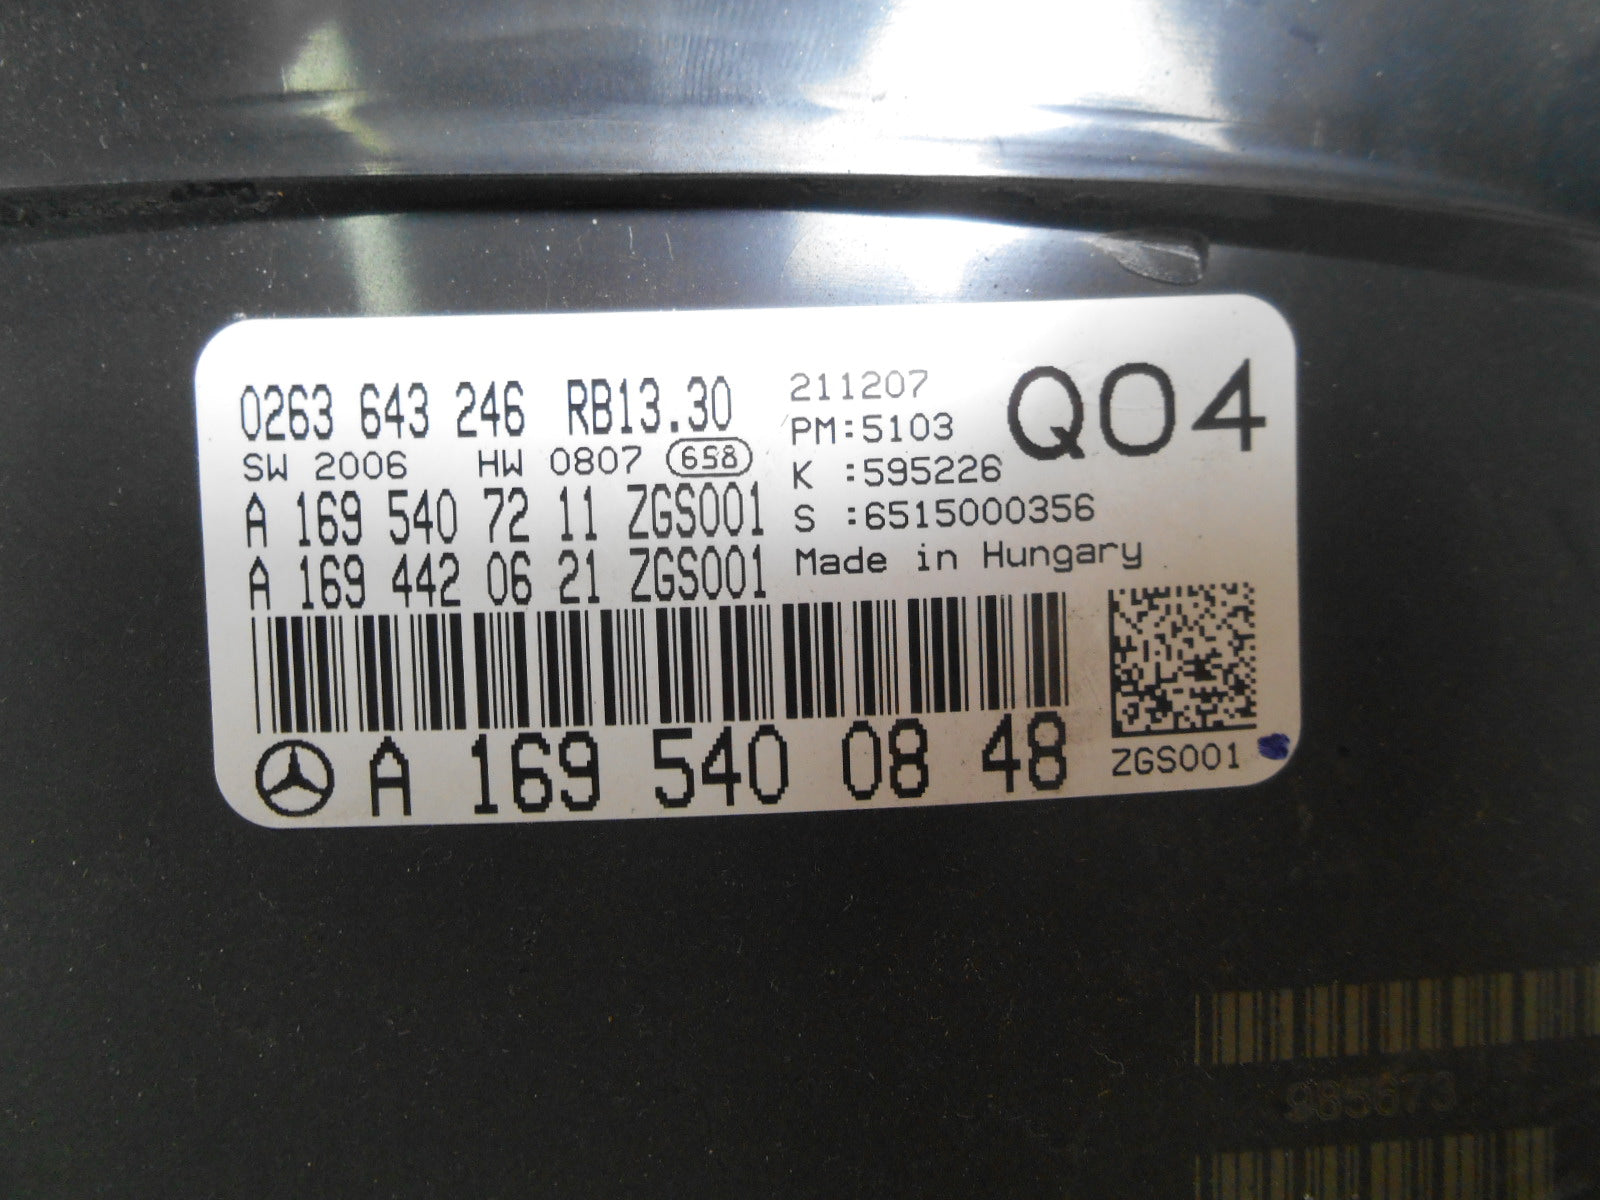 0263 643 246 RB13.30
SW 2006 HW 0807 658
A 169 540 72 11 ZGS001
A 169 442 06 21 ZGS001
211207
PM:5103
K :595226
S :6515000356
Made in Hungary
Q04
A 169 540 08 48
ZGS001
985673